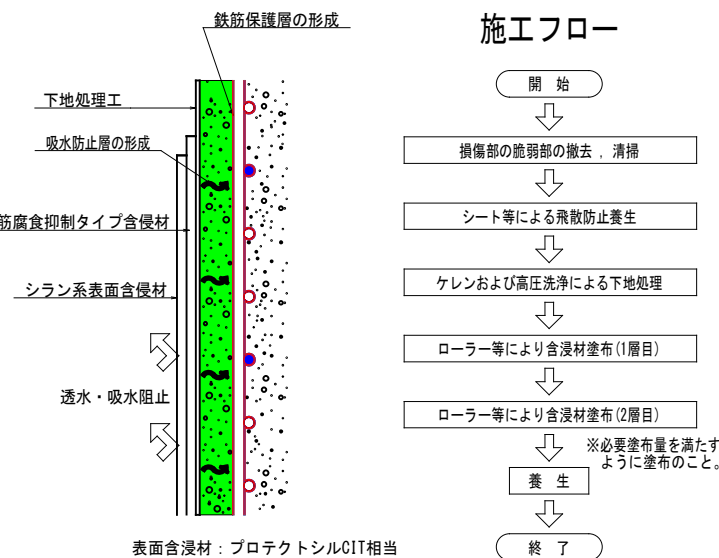 鉄筋保護層の形成
下地処理工
吸水防止層の形成
筋腐食抑制タイプ含侵材
シラン系表面含侵材
透水・吸水阻止
表面含浸材：プロテクトシルCIT相当
施工フロー
開　始
損傷部の脆弱部の撤去，清掃
シート等による飛散防止養生
ケレンおよび高圧洗浄による下地処理
ローラー等により含浸材塗布(1層目)
ローラー等により含浸材塗布(2層目)
※必要塗布量を満たす
ように塗布のこと。
養　生
終　了